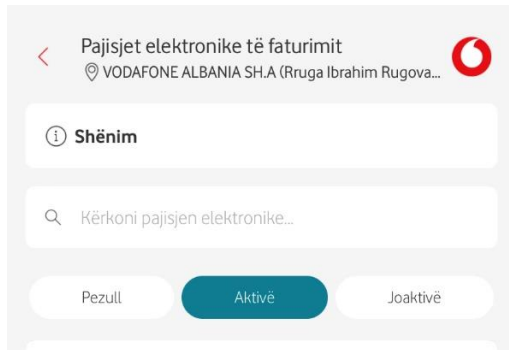 Pajisjet elektronike të faturimit
VODAFONE ALBANIA SH.A (Rruga Ibrahim Rugova...
Shënim
Kërkoni pajisjen elektronike...
Pezull
Aktivë
Joaktivë